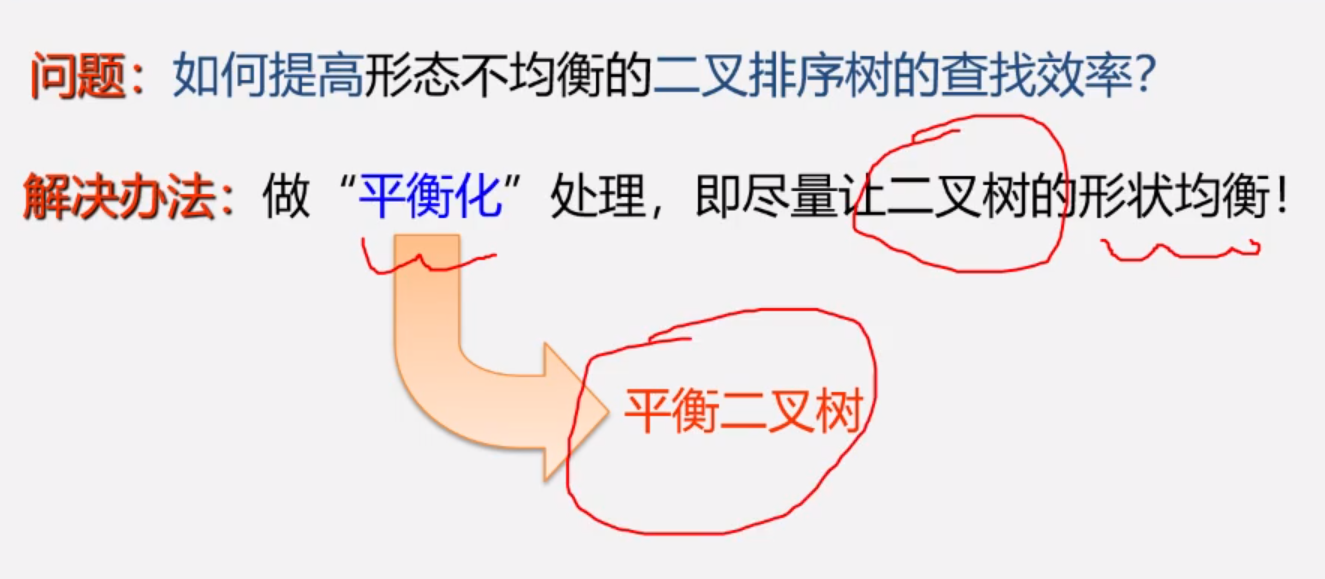 问题：如何提高形态不均衡的二叉排序树的查找效率？
解决办法：做“平衡化”处理，即尽量让二叉树的形状均衡！
平衡二叉树